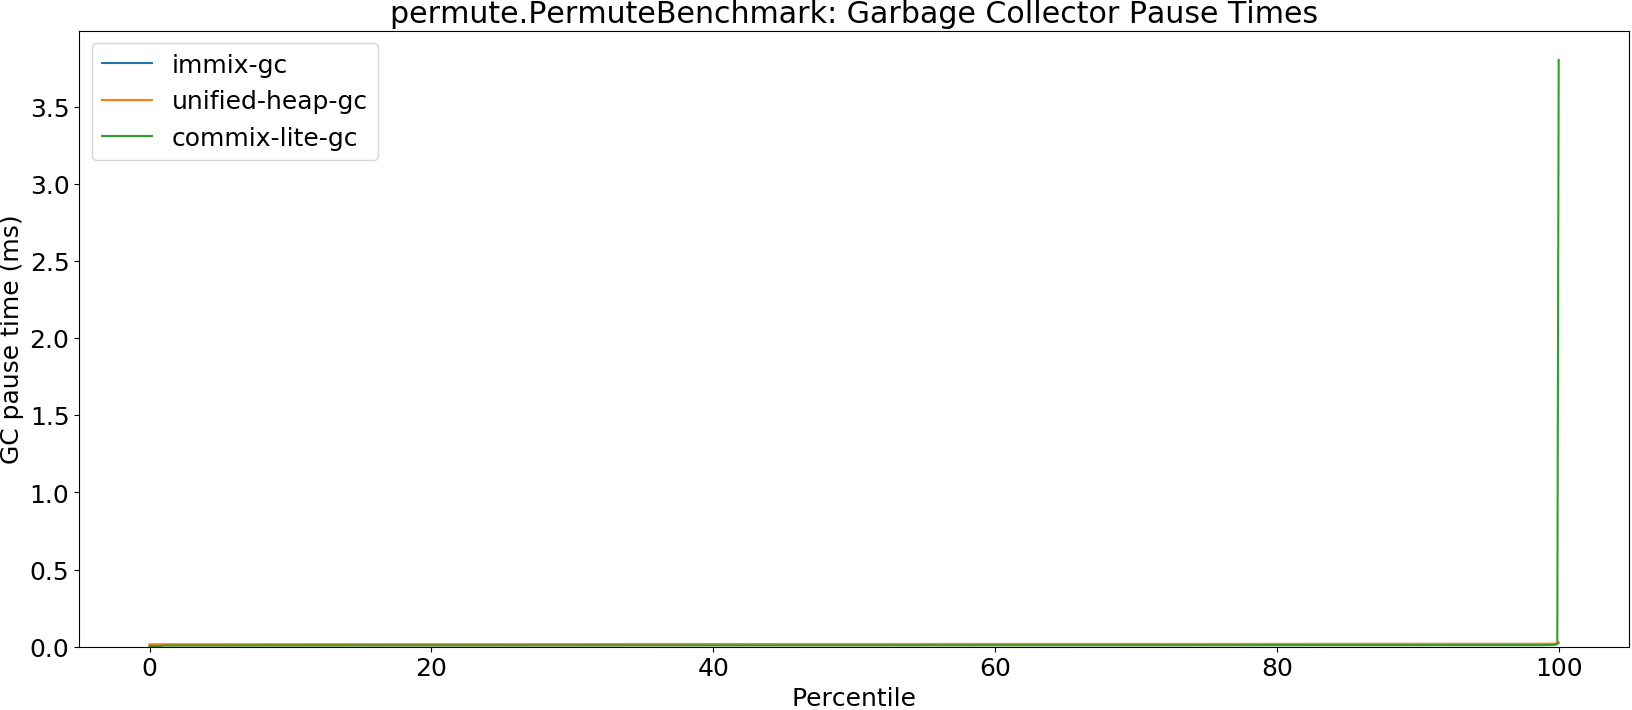 permute.PermuteBenchmark: Garbage Collector Pause Times
immix-gc
unified-heap-gc
commix-lite-gc
GC pause time (ms)
3.5
3.0
2.5
2.0
1.5
1.0
0.5
0.0
0 20 40 60 80 100
Percentile